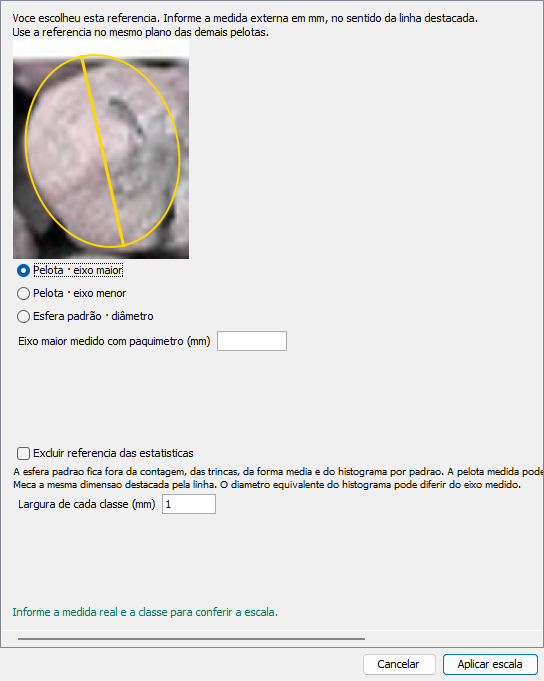 Voce escolheu esta referencia. Informe a medida externa em mm, no sentido da linha destacada.
Use a referencia no mesmo plano das demais pelotas.
Pelota · eixo maior
Pelota · eixo menor
Esfera padrão · diâmetro
Eixo maior medido com paquimetro (mm)
Excluir referencia das estatisticas
A esfera padrao fica fora da contagem, das trincas, da forma media e do histograma por padrao. A pelota medida pode
Meca a mesma dimensao destacada pela linha. O diametro equivalente do histograma pode diferir do eixo medido.
Largura de cada classe (mm) 1
Informe a medida real e a classe para conferir a escala.
Cancelar Aplicar escala